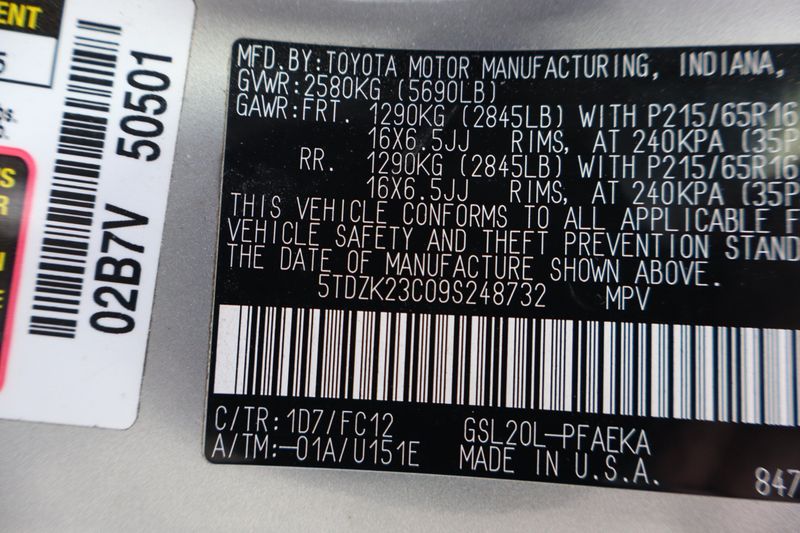 ENT
5
es.
o.
S
R
02B7V 50501
MFD.BY:TOYOTA MOTOR MANUFACTURING, INDIANA,
GVWR:2580KG (5690LB)
GAWR:FRT. 1290KG (2845LB) WITH P215/65R16
16X6.5JJ RIMS, AT 240KPA (35P
RR. 1290KG (2845LB) WITH P215/65R16
16X6.5JJ RIMS, AT 240KPA (35P
THIS VEHICLE CONFORMS TO ALL APPLICABLE F
VEHICLE SAFETY AND THEFT PREVENTION STAND
THE DATE OF MANUFACTURE SHOWN ABOVE.
5TDZK23C09S248732 MPV
C/TR:1D7/FC12 GSL20L-PFAEKA
A/TM:-01A/U151E MADE IN U.S.A.
847